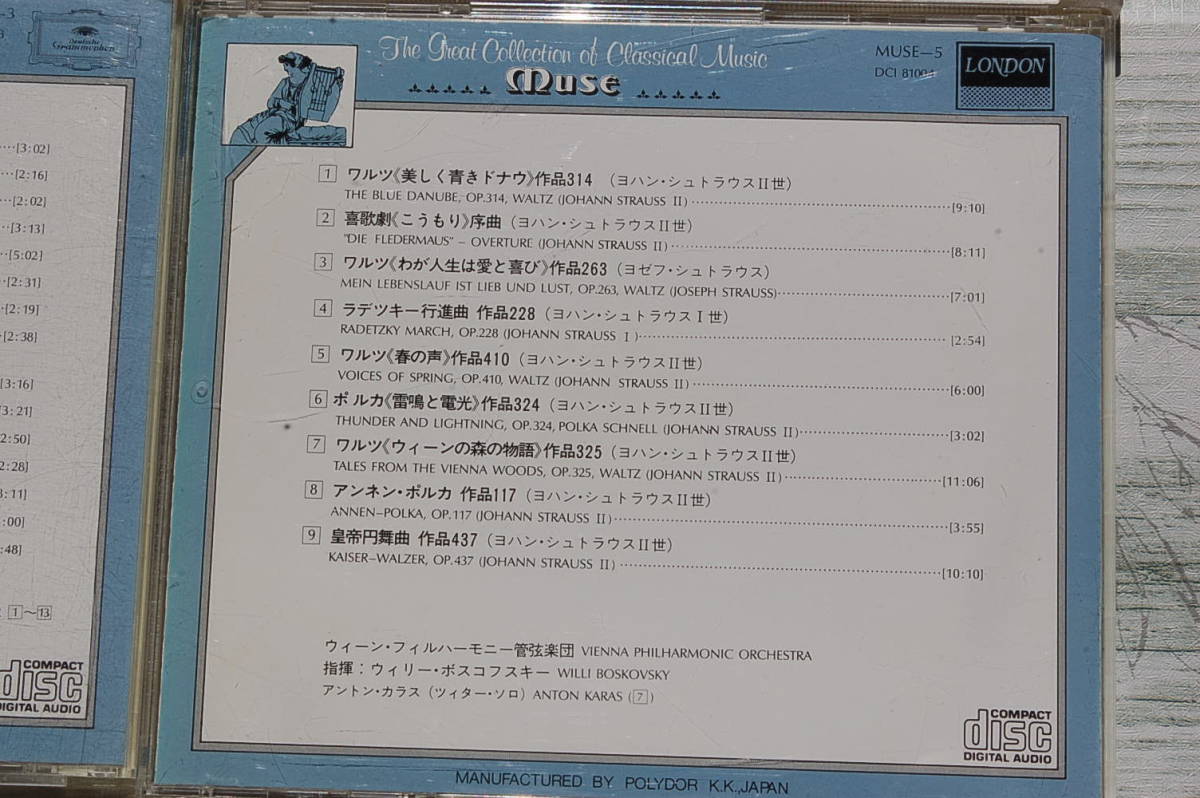 -3
Deutsche
Grammophon
[3:02]
[2:16]
[2:02]
[3:13]
[5:02]
[2:31]
[2:19]
[2:38]
[3:16]
3:21]
2:50]
2:28]
3:11]
:00]
:48]
1～13
COMPACT
disc
DIGITAL AUDIO
The Great Collection of Classical Music
Muse
MUSE—5
DCI 81004
LONDON
1 ワルツ《美しく青きドナウ》作品314 （ヨハン・シュトラウスII世）
THE BLUE DANUBE, OP.314, WALTZ (JOHANN STRAUSS II) [9:10]
2 喜歌劇《こうもり》序曲（ヨハン・シュトラウスII世）
"DIE FLEDERMAUS" – OVERTURE (JOHANN STRAUSS II) [8:11]
3 ワルツ《わが人生は愛と喜び》作品263（ヨゼフ・シュトラウス）
MEIN LEBENSLAUF IST LIEB UND LUST, OP.263, WALTZ (JOSEPH STRAUSS) [7:01]
4 ラデツキー行進曲 作品228（ヨハン・シュトラウスI世）
RADETZKY MARCH, OP.228 (JOHANN STRAUSS I) [2:54]
5 ワルツ《春の声》作品410（ヨハン・シュトラウスII世）
VOICES OF SPRING, OP.410, WALTZ (JOHANN STRAUSS II) [6:00]
6 ポルカ《雷鳴と電光》作品324（ヨハン・シュトラウスII世）
THUNDER AND LIGHTNING, OP.324, POLKA SCHNELL (JOHANN STRAUSS II) [3:02]
7 ワルツ《ウィーンの森の物語》作品325（ヨハン・シュトラウスII世）
TALES FROM THE VIENNA WOODS, OP.325, WALTZ (JOHANN STRAUSS II) [11:06]
8 アンネン・ポルカ 作品117（ヨハン・シュトラウスII世）
ANNEN–POLKA, OP.117 (JOHANN STRAUSS II) [3:55]
9 皇帝円舞曲 作品437（ヨハン・シュトラウスII世）
KAISER–WALZER, OP.437 (JOHANN STRAUSS II) [10:10]
ウィーン・フィルハーモニー管弦楽団 VIENNA PHILHARMONIC ORCHESTRA
指揮：ウィリー・ボスコフスキー WILLI BOSKOVSKY
アントン・カラス（ツィター・ソロ）ANTON KARAS (7)
COMPACT
disc
DIGITAL AUDIO
MANUFACTURED BY POLYDOR K.K., JAPAN